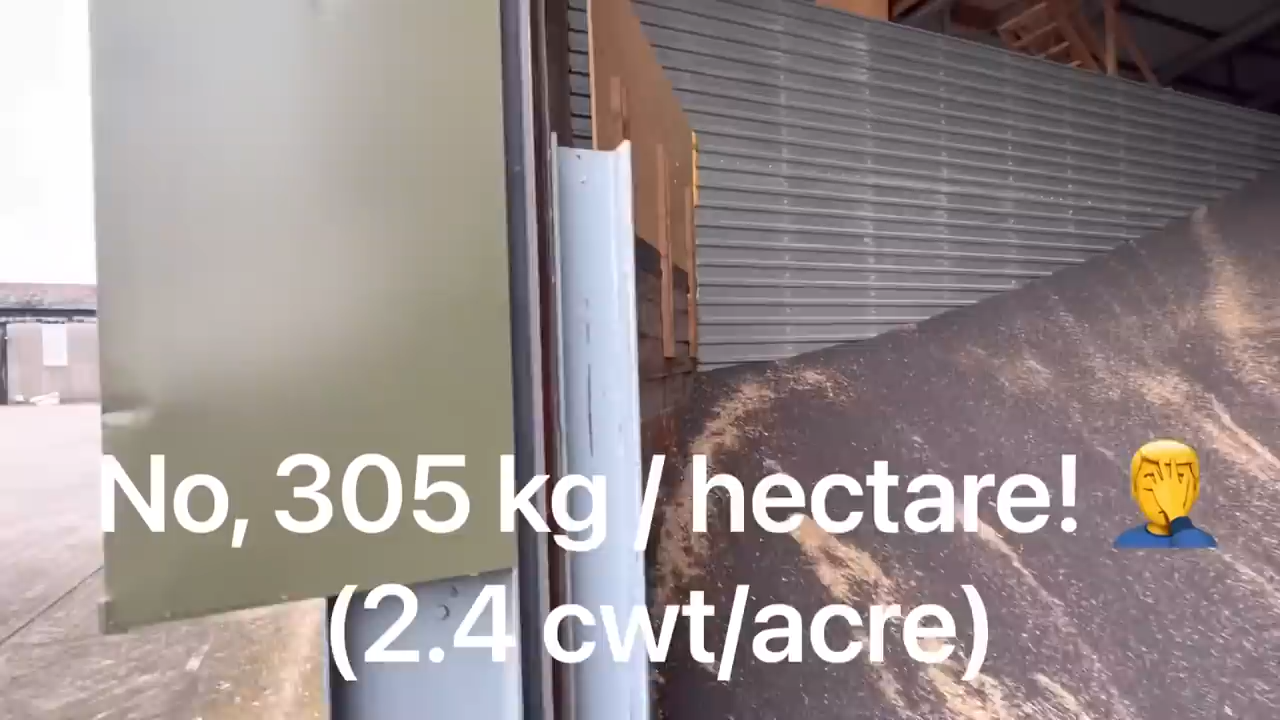 No, 305 kg / hectare! 🤦‍♂️
(2.4 cwt/acre)